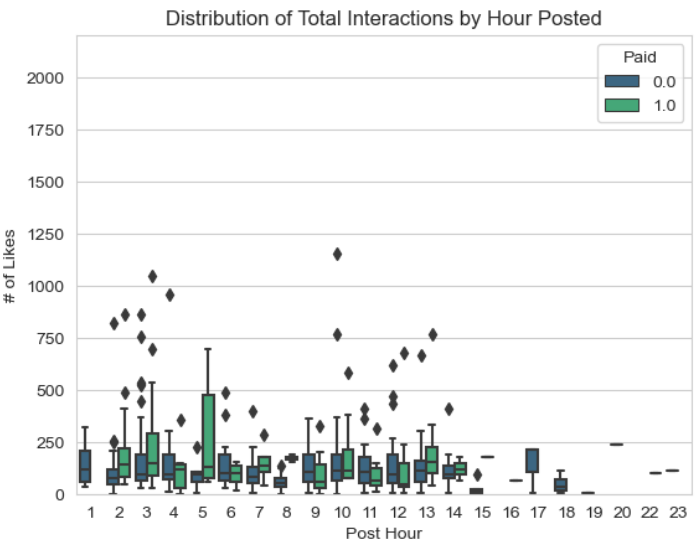 Distribution of Total Interactions by Hour Posted
Paid
0.0
1.0
2000
1750
1500
1250
1000
750
500
250
0
# of Likes
1 2 3 4 5 6 7 8 9 10 11 12 13 14 15 16 17 18 19 20 22 23
Post Hour